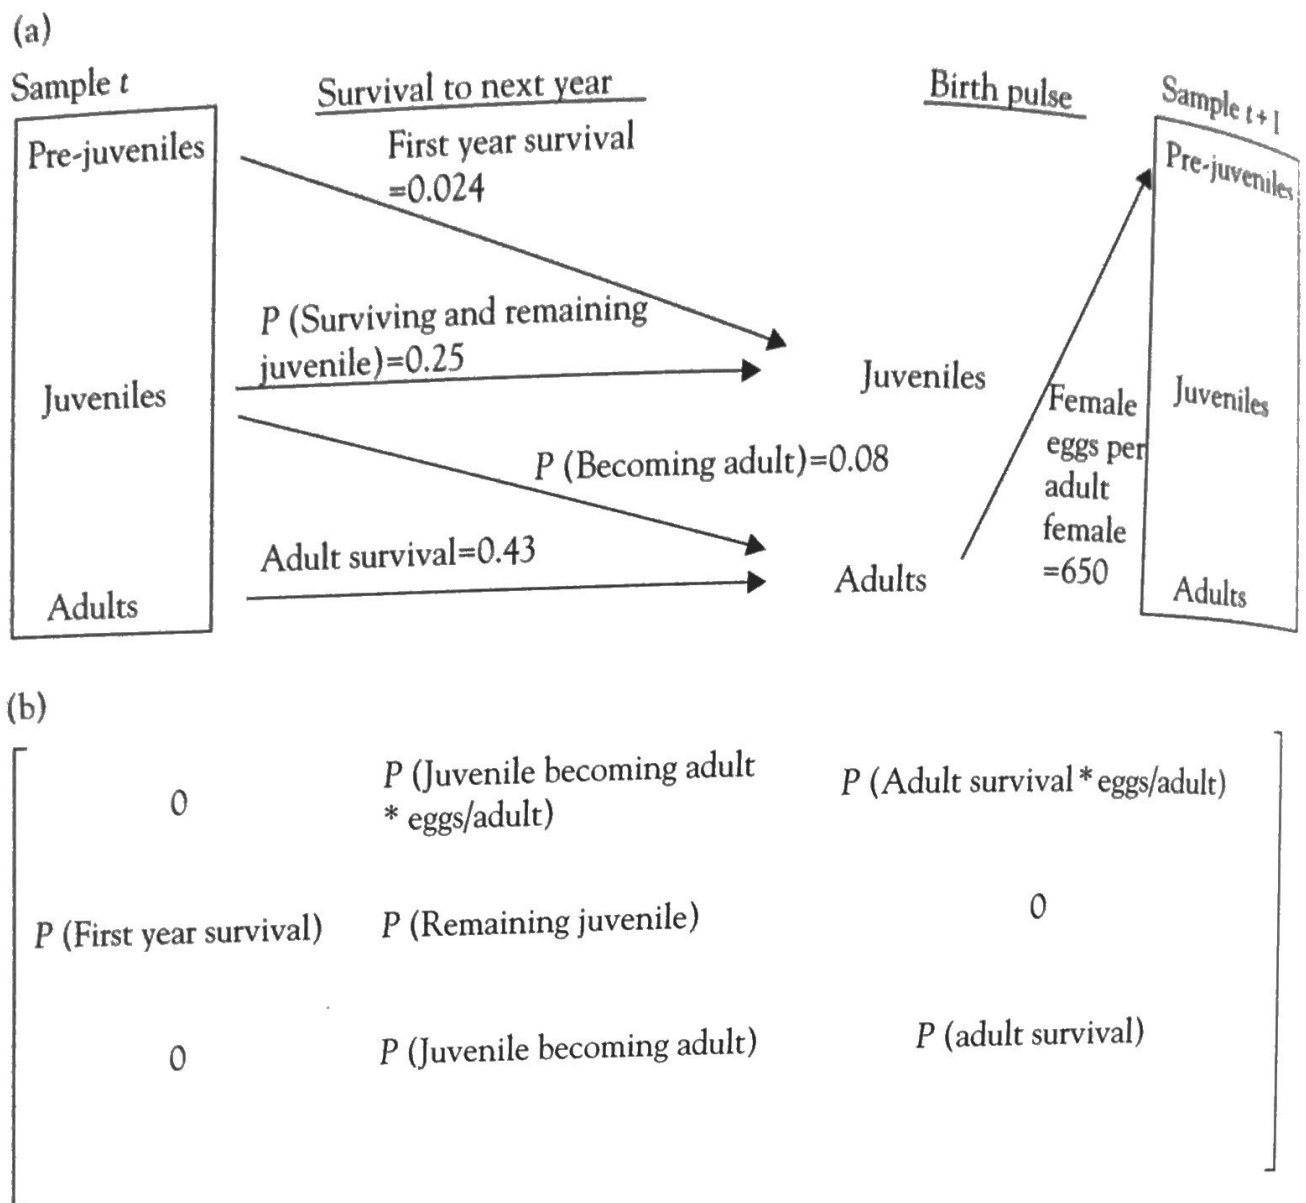 (a)
Sample t
Survival to next year
Birth pulse
Sample t+1
Pre-juveniles
First year survival
=0.024
Pre-juveniles
P (Surviving and remaining
juvenile)=0.25
Juveniles
Juveniles
Female
eggs per
adult
female
=650
Juveniles
P (Becoming adult)=0.08
Adult survival=0.43
Adults
Adults
Adults
(b)
0
P (Juvenile becoming adult
* eggs/adult)
P (Adult survival * eggs/adult)
P (First year survival)
P (Remaining juvenile)
0
0
P (Juvenile becoming adult)
P (adult survival)